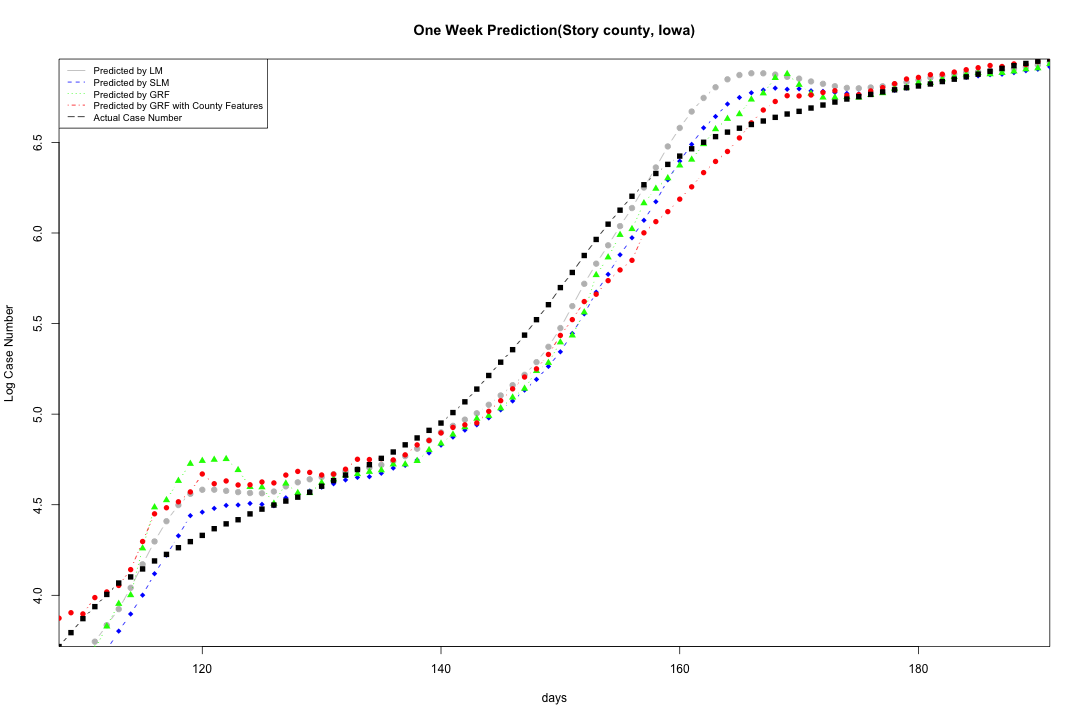 One Week Prediction(Story county, Iowa)
Predicted by LM
Predicted by SLM
Predicted by GRF
Predicted by GRF with County Features
Actual Case Number
Log Case Number
6.5
6.0
5.5
5.0
4.5
4.0
120 140 160 180
days